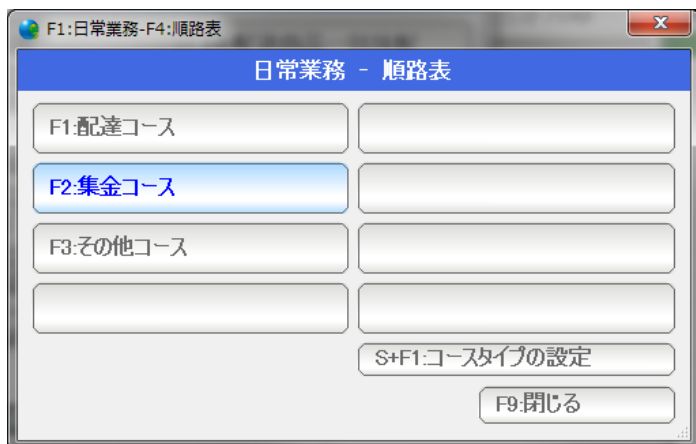 F1:日常業務-F4:順路表
日常業務 - 順路表
F1:配達コース
F2:集金コース
F3:その他コース
S+F1:コースタイプの設定
F9:閉じる